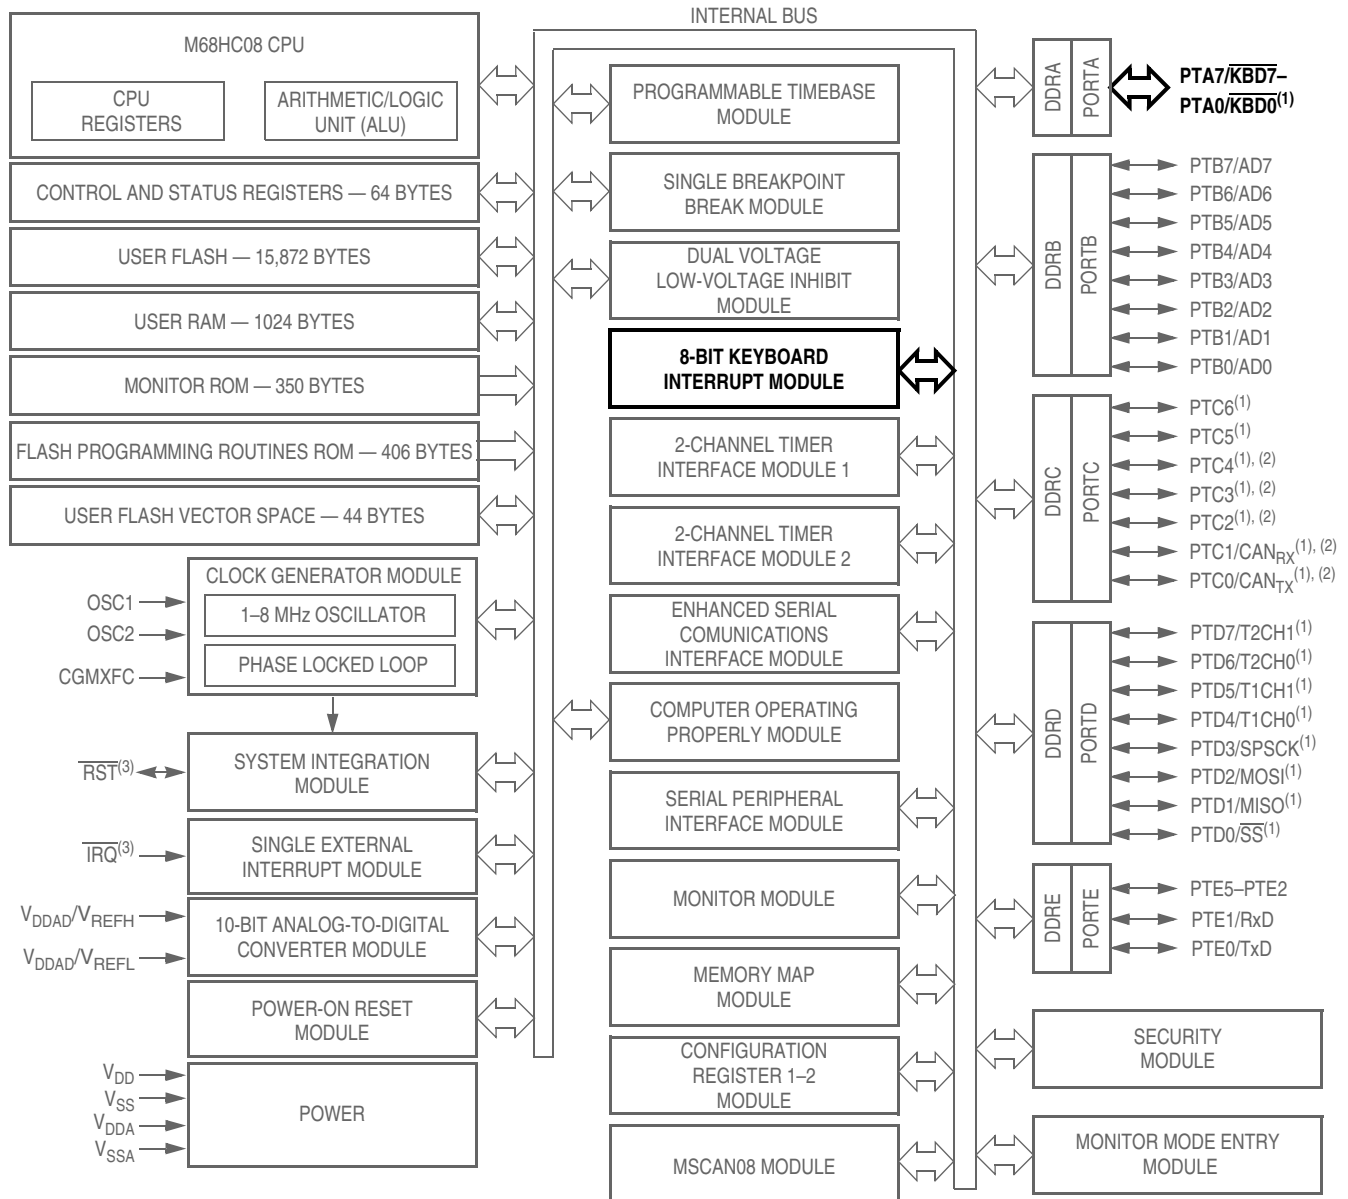 INTERNAL BUS
M68HC08 CPU
CPU
REGISTERS
ARITHMETIC/LOGIC
UNIT (ALU)
CONTROL AND STATUS REGISTERS — 64 BYTES
USER FLASH — 15,872 BYTES
USER RAM — 1024 BYTES
MONITOR ROM — 350 BYTES
FLASH PROGRAMMING ROUTINES ROM — 406 BYTES
USER FLASH VECTOR SPACE — 44 BYTES
CLOCK GENERATOR MODULE
1–8 MHz OSCILLATOR
PHASE LOCKED LOOP
OSC1
OSC2
CGMXFC
SYSTEM INTEGRATION
MODULE
RST(3)
SINGLE EXTERNAL
INTERRUPT MODULE
IRQ(3)
10-BIT ANALOG-TO-DIGITAL
CONVERTER MODULE
VDDAD/VREFH
VDDAD/VREFL
POWER-ON RESET
MODULE
POWER
VDD
VSS
VDDA
VSSA
PROGRAMMABLE TIMEBASE
MODULE
SINGLE BREAKPOINT
BREAK MODULE
DUAL VOLTAGE
LOW-VOLTAGE INHIBIT
MODULE
8-BIT KEYBOARD
INTERRUPT MODULE
2-CHANNEL TIMER
INTERFACE MODULE 1
2-CHANNEL TIMER
INTERFACE MODULE 2
ENHANCED SERIAL
COMUNICATIONS
INTERFACE MODULE
COMPUTER OPERATING
PROPERLY MODULE
SERIAL PERIPHERAL
INTERFACE MODULE
MONITOR MODULE
MEMORY MAP
MODULE
CONFIGURATION
REGISTER 1–2
MODULE
MSCAN08 MODULE
DDRA
PORTA
PTA7/KBD7–
PTA0/KBD0(1)
DDRB
PORTB
PTB7/AD7
PTB6/AD6
PTB5/AD5
PTB4/AD4
PTB3/AD3
PTB2/AD2
PTB1/AD1
PTB0/AD0
DDRC
PORTC
PTC6(1)
PTC5(1)
PTC4(1), (2)
PTC3(1), (2)
PTC2(1), (2)
PTC1/CANRX(1), (2)
PTC0/CANTX(1), (2)
DDRD
PORTD
PTD7/T2CH1(1)
PTD6/T2CH0(1)
PTD5/T1CH1(1)
PTD4/T1CH0(1)
PTD3/SPSCK(1)
PTD2/MOSI(1)
PTD1/MISO(1)
PTD0/SS(1)
DDRE
PORTE
PTE5–PTE2
PTE1/RxD
PTE0/TxD
SECURITY
MODULE
MONITOR MODE ENTRY
MODULE